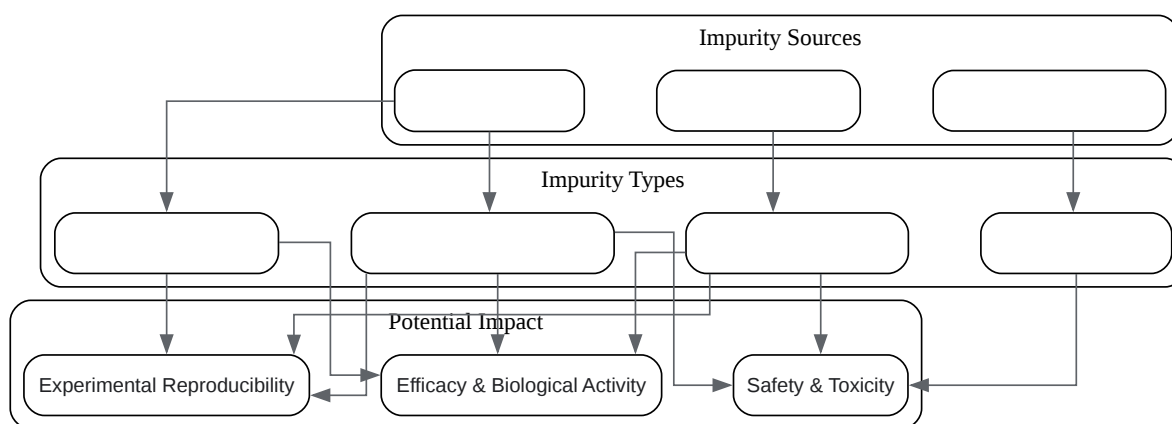 Impurity Sources
Impurity Types
Potential Impact
Experimental Reproducibility
Efficacy & Biological Activity
Safety & Toxicity